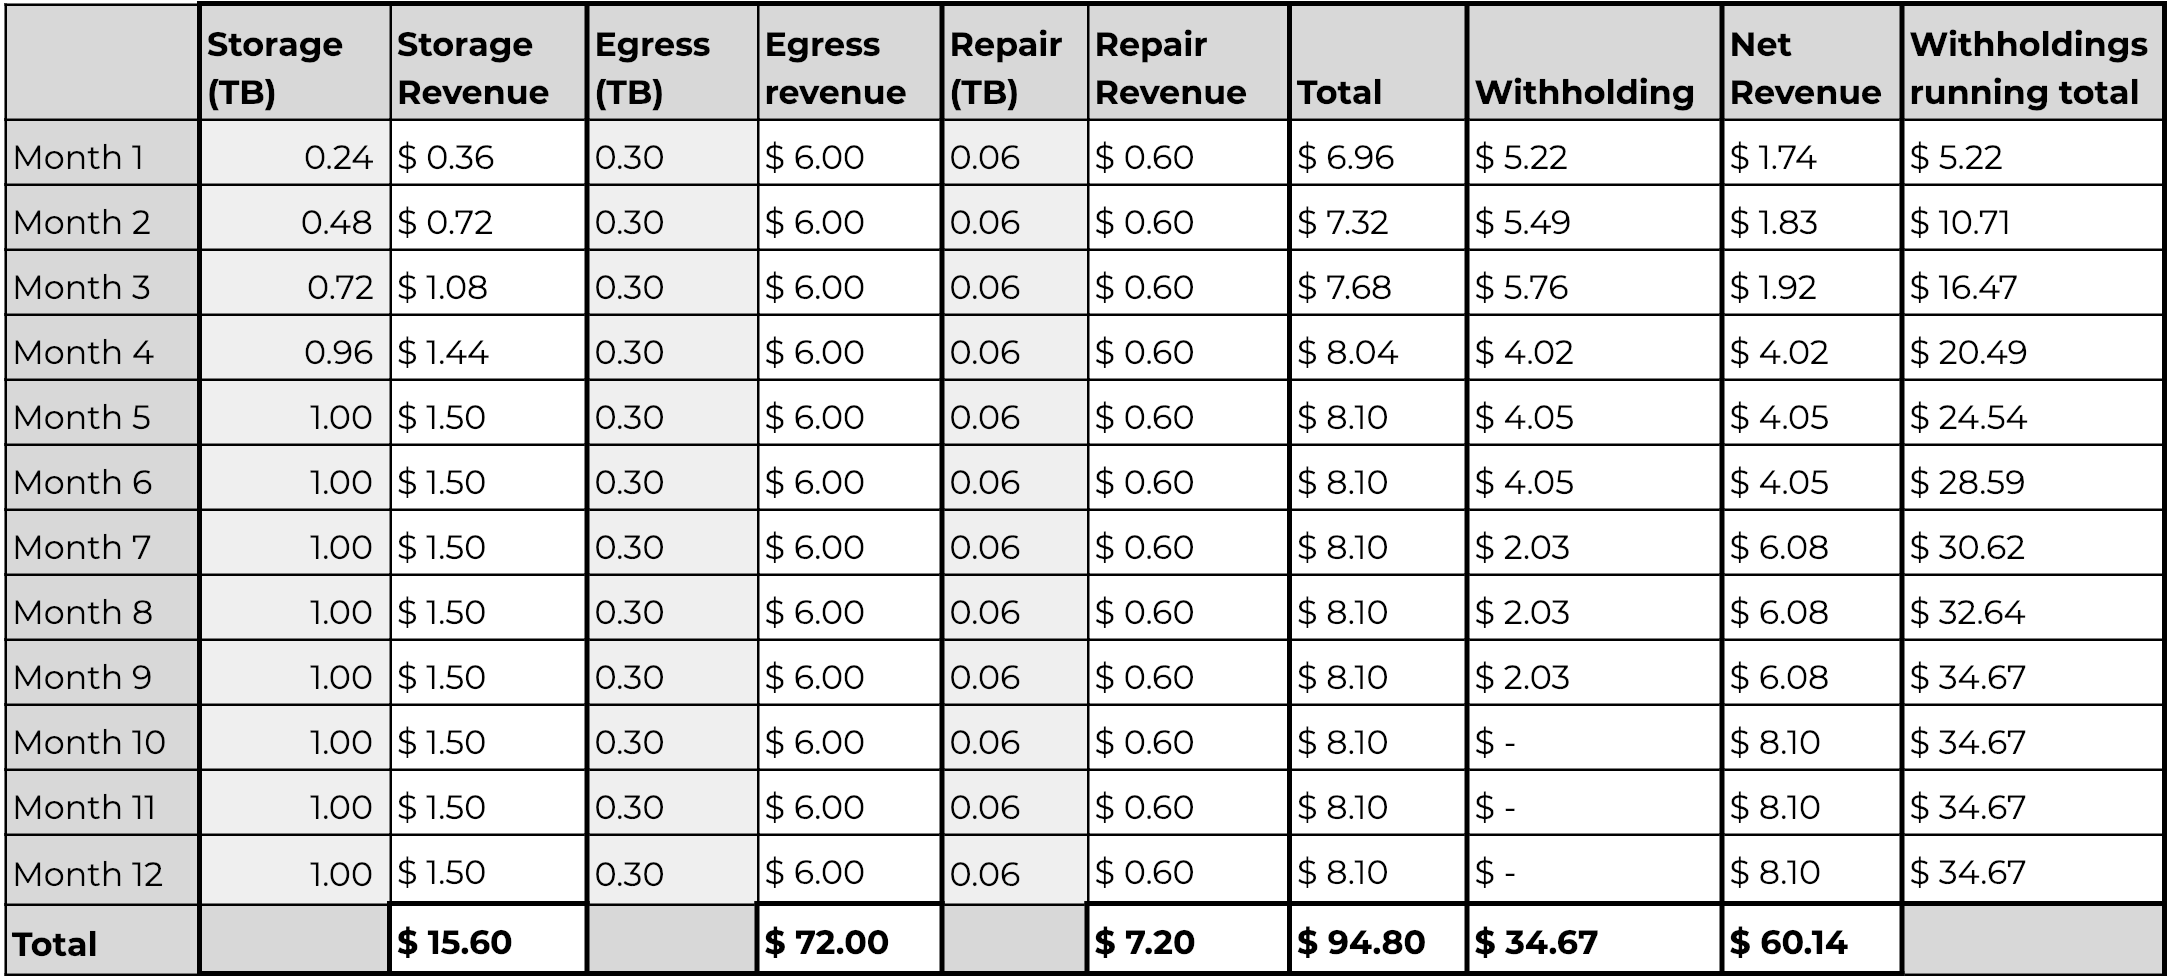 Storage (TB) Storage Revenue Egress (TB) Egress revenue Repair (TB) Repair Revenue Total Withholding Net Revenue Withholdings running total
Month 1 0.24 $ 0.36 0.30 $ 6.00 0.06 $ 0.60 $ 6.96 $ 5.22 $ 1.74 $ 5.22
Month 2 0.48 $ 0.72 0.30 $ 6.00 0.06 $ 0.60 $ 7.32 $ 5.49 $ 1.83 $ 10.71
Month 3 0.72 $ 1.08 0.30 $ 6.00 0.06 $ 0.60 $ 7.68 $ 5.76 $ 1.92 $ 16.47
Month 4 0.96 $ 1.44 0.30 $ 6.00 0.06 $ 0.60 $ 8.04 $ 4.02 $ 4.02 $ 20.49
Month 5 1.00 $ 1.50 0.30 $ 6.00 0.06 $ 0.60 $ 8.10 $ 4.05 $ 4.05 $ 24.54
Month 6 1.00 $ 1.50 0.30 $ 6.00 0.06 $ 0.60 $ 8.10 $ 4.05 $ 4.05 $ 28.59
Month 7 1.00 $ 1.50 0.30 $ 6.00 0.06 $ 0.60 $ 8.10 $ 2.03 $ 6.08 $ 30.62
Month 8 1.00 $ 1.50 0.30 $ 6.00 0.06 $ 0.60 $ 8.10 $ 2.03 $ 6.08 $ 32.64
Month 9 1.00 $ 1.50 0.30 $ 6.00 0.06 $ 0.60 $ 8.10 $ 2.03 $ 6.08 $ 34.67
Month 10 1.00 $ 1.50 0.30 $ 6.00 0.06 $ 0.60 $ 8.10 $ - $ 8.10 $ 34.67
Month 11 1.00 $ 1.50 0.30 $ 6.00 0.06 $ 0.60 $ 8.10 $ - $ 8.10 $ 34.67
Month 12 1.00 $ 1.50 0.30 $ 6.00 0.06 $ 0.60 $ 8.10 $ - $ 8.10 $ 34.67
Total $ 15.60 $ 72.00 $ 7.20 $ 94.80 $ 34.67 $ 60.14